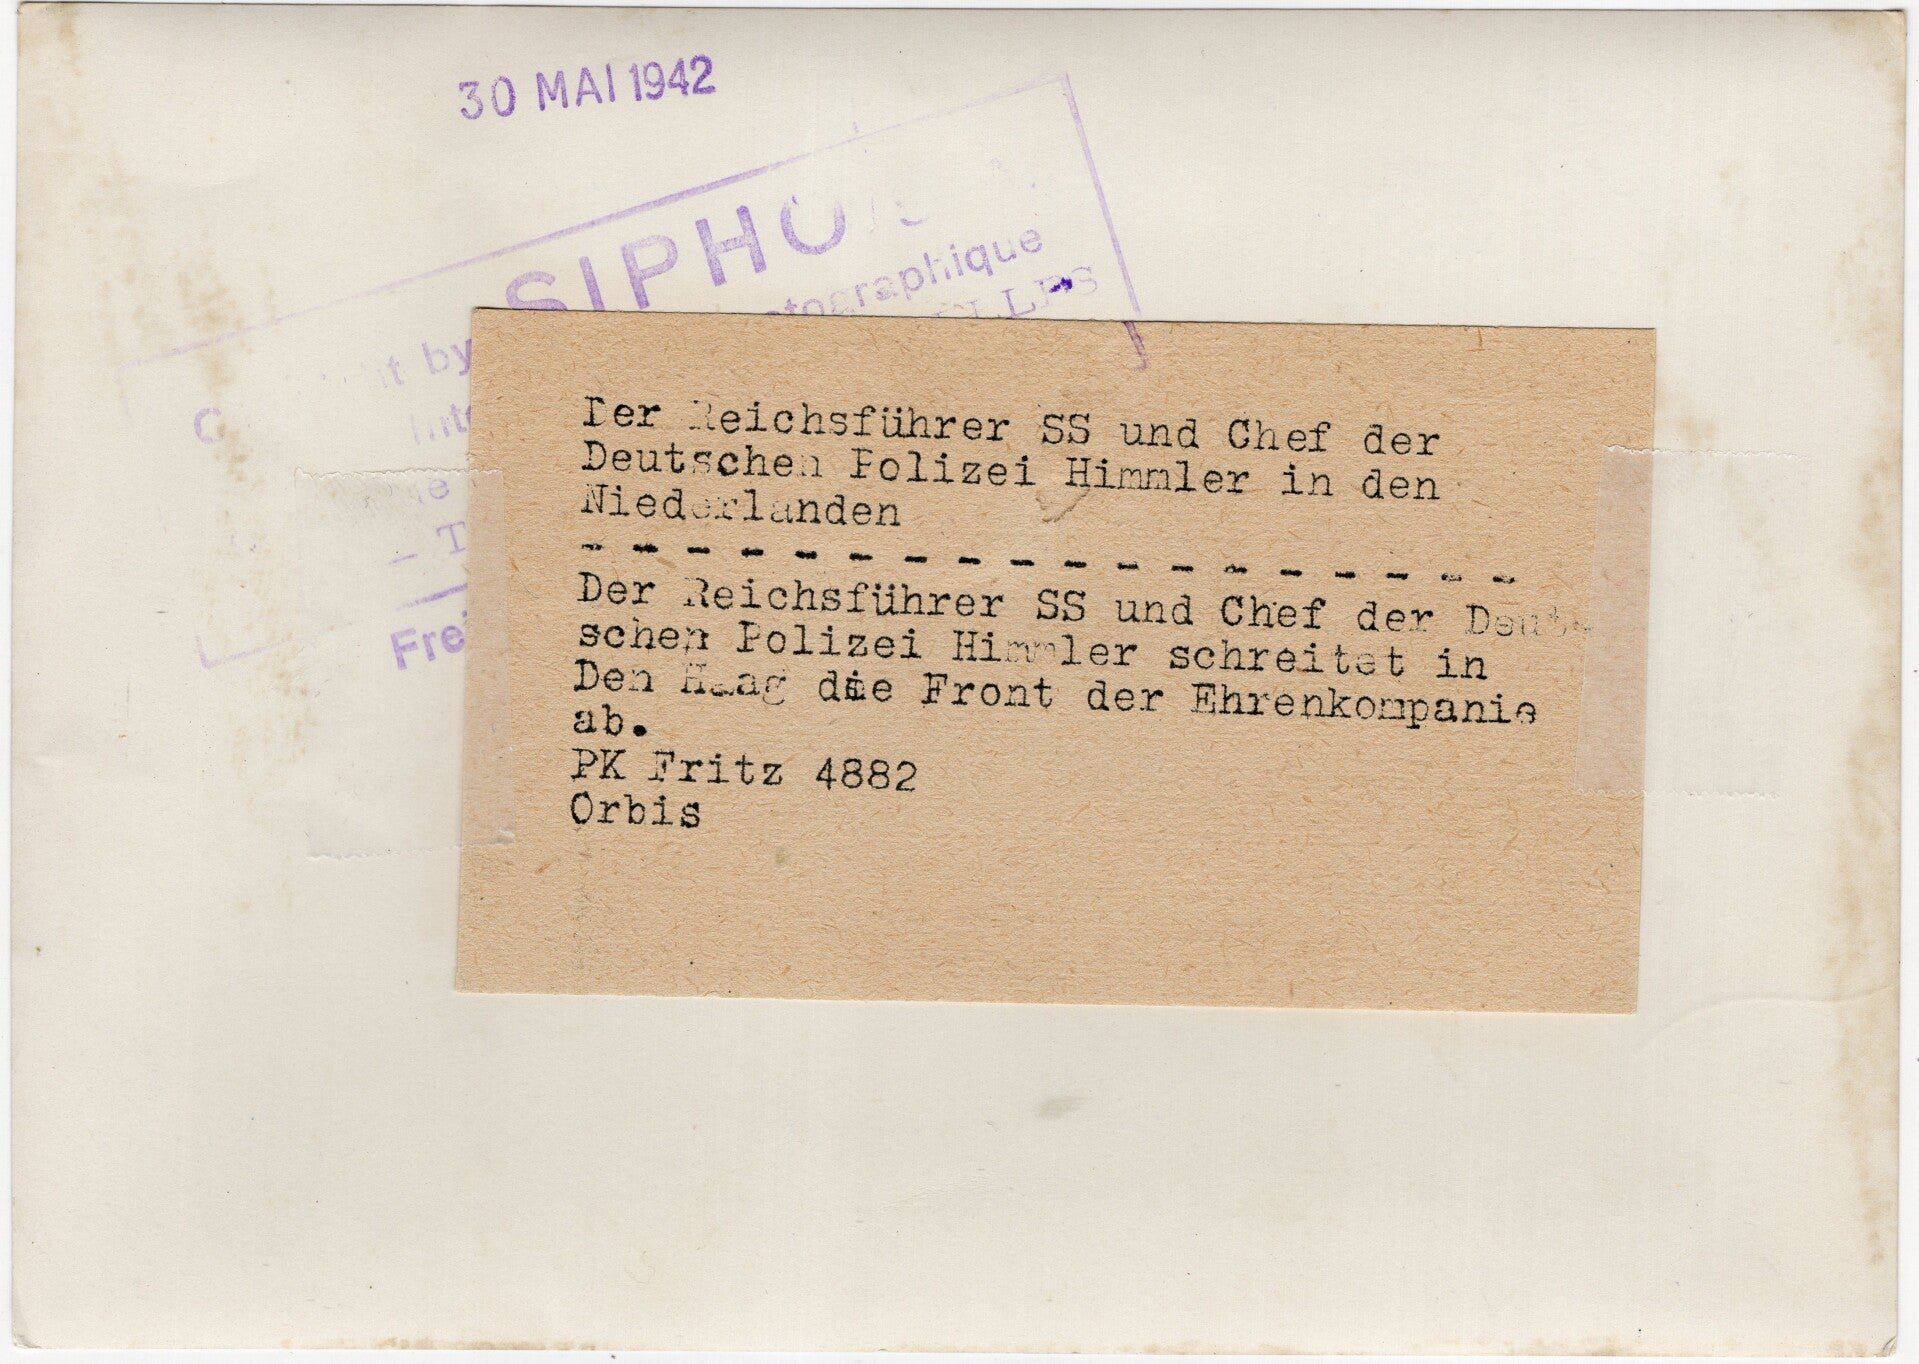 30 MAI 1942
SIPHO
by
Der Reichsführer SS und Chef der
Deutschen Polizei Himmler in den
Niederlanden
- - - - - - - - - - - - - - - - - -
Der Reichsführer SS und Chef der Deut-
schen Polizei Himmler schreitet in
Den Haag die Front der Ehrenkompanie
ab.
PK Fritz 4882
Orbis